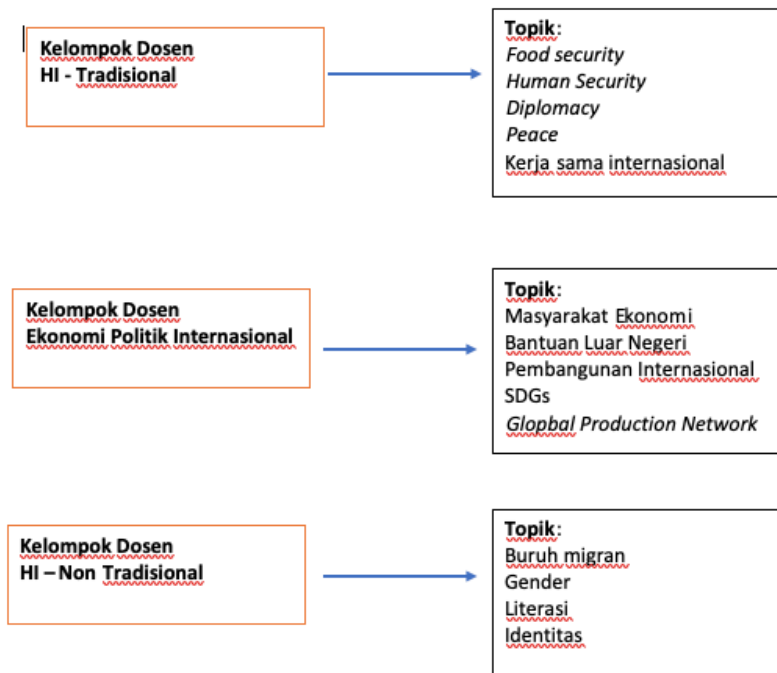 Kelompok Dosen
HI - Tradisional
Topik:
Food security
Human Security
Diplomacy
Peace
Kerja sama internasional
Kelompok Dosen
Ekonomi Politik Internasional
Topik:
Masyarakat Ekonomi
Bantuan Luar Negeri
Pembangunan Internasional
SDGs
Glopbal Production Network
Kelompok Dosen
HI – Non Tradisional
Topik:
Buruh migran
Gender
Literasi
Identitas